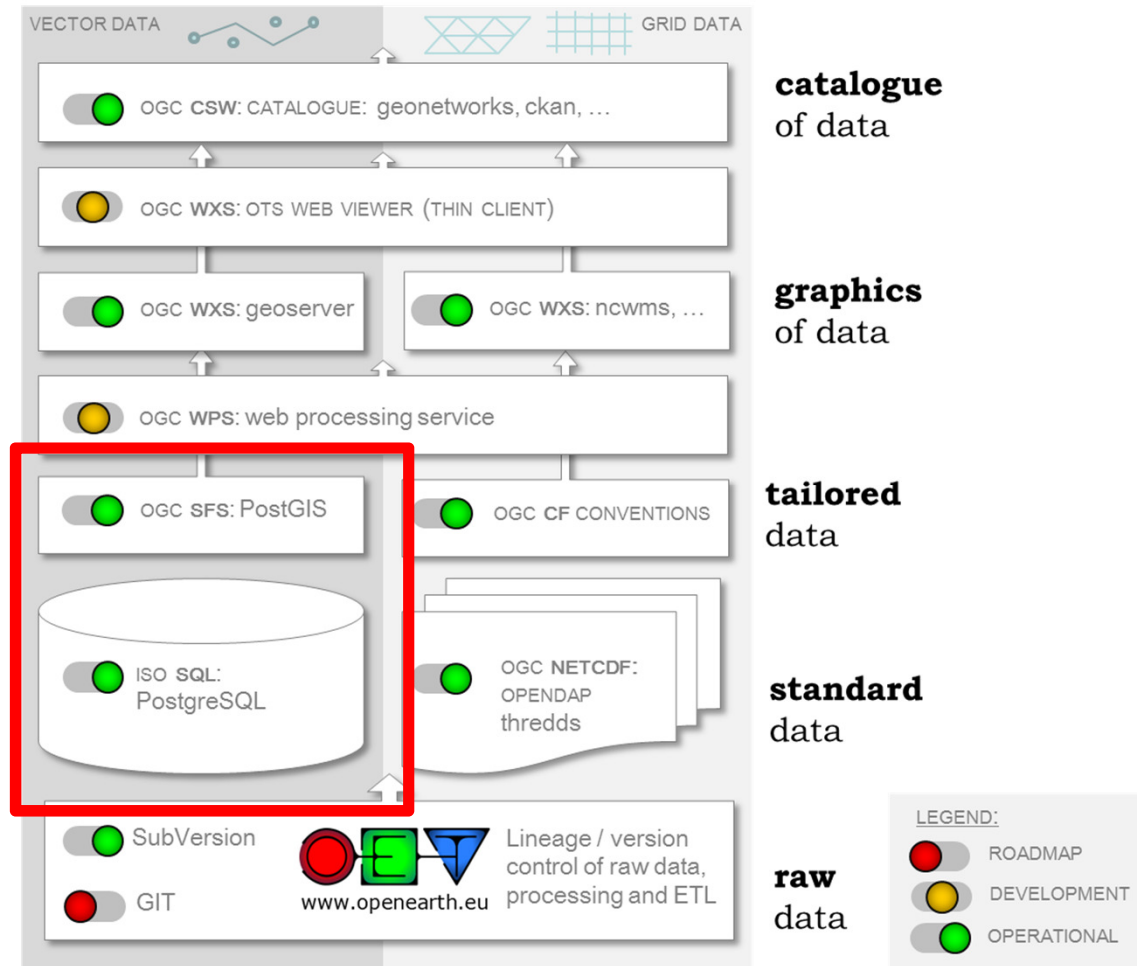 VECTOR DATA
GRID DATA
OGC CSW: CATALOGUE: geonetworks, ckan, ...
catalogue
of data
OGC WXS: OTS WEB VIEWER (THIN CLIENT)
OGC WXS: geoserver
OGC WXS: ncwms, ...
graphics
of data
OGC WPS: web processing service
OGC SFS: PostGIS
OGC CF CONVENTIONS
tailored
data
ISO SQL:
PostgreSQL
OGC NETCDF:
OPENDAP
thredds
standard
data
SubVersion
GIT
www.openearth.eu
Lineage / version
control of raw data,
processing and ETL
raw
data
LEGEND:
ROADMAP
DEVELOPMENT
OPERATIONAL